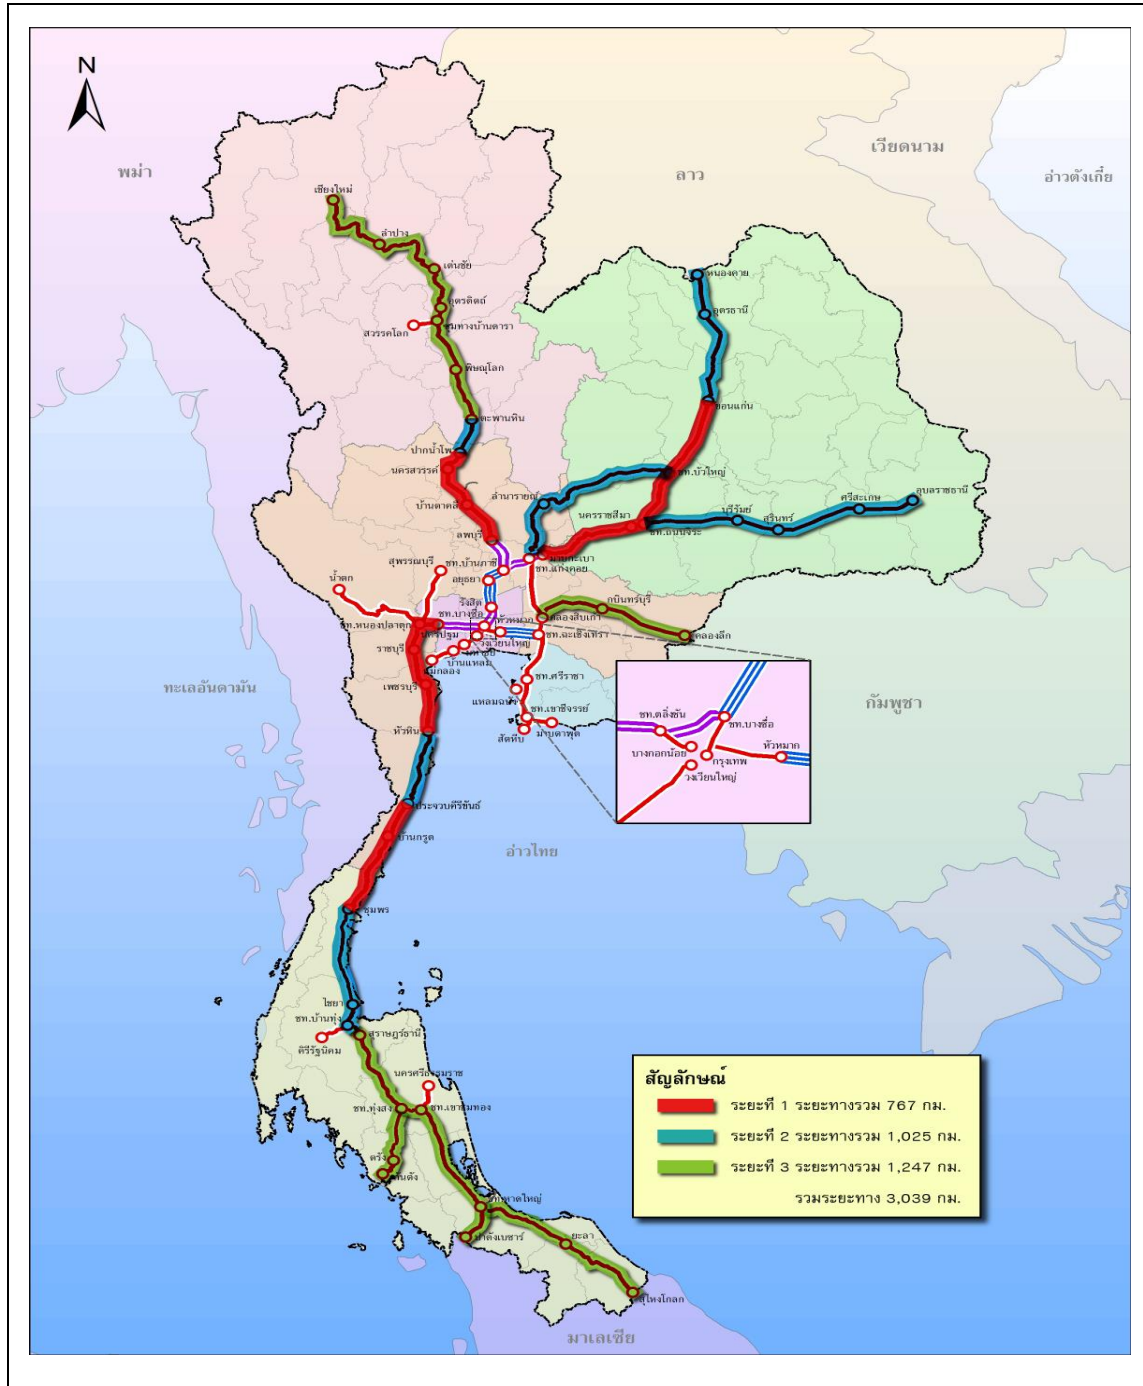 N
พม่า
ลาว
เวียดนาม
อ่าวตังเกี๋ย
เชียงใหม่
ลำปาง
เด่นชัย
อุตรดิตถ์
สวรรคโลก
ชุมทางบ้านดารา
พิษณุโลก
ตะพานหิน
ปากน้ำโพ
นครสวรรค์
บ้านตาคลี
ลพบุรี
หนองคาย
อุดรธานี
ขอนแก่น
ชท.บัวใหญ่
ลำนารายณ์
นครราชสีมา
ชท.ถนนจิระ
บุรีรัมย์
สุรินทร์
ศรีสะเกษ
อุบลราชธานี
มาบกะเบา
ชท.แก่งคอย
สุพรรณบุรี
ชท.บ้านภาชี
อยุธยา
น้ำตก
รังสิต
ชท.บางซื่อ
หัวหมาก
คลองสิบเก้า
กบินทร์บุรี
คลองลึก
ชท.หนองปลาดุก
นครปฐม
วงเวียนใหญ่
ชท.ฉะเชิงเทรา
ราชบุรี
มหาชัย
บ้านแหลม
แม่กลอง
เพชรบุรี
ชท.ศรีราชา
แหลมฉบัง
ชท.เขาชีจรรย์
สัตหีบ
มาบตาพุด
ทะเลอันดามัน
กัมพูชา
หัวหิน
ชท.ตลิ่งชัน
ชท.บางซื่อ
บางกอกน้อย
หัวหมาก
กรุงเทพ
วงเวียนใหญ่
ประจวบคีรีขันธ์
บ้านกรูด
อ่าวไทย
ชุมพร
ไชยา
ชท.บ้านทุ่งโพธิ์
คีรีรัฐนิคม
สุราษฎร์ธานี
นครศรีธรรมราช
ชท.ทุ่งสง
ชท.เขาชุมทอง
ตรัง
กันตัง
ชท.หาดใหญ่
ปาดังเบซาร์
ยะลา
สุไหงโกลก
มาเลเซีย
สัญลักษณ์
ระยะที่ 1 ระยะทางรวม 767 กม.
ระยะที่ 2 ระยะทางรวม 1,025 กม.
ระยะที่ 3 ระยะทางรวม 1,247 กม.
รวมระยะทาง 3,039 กม.